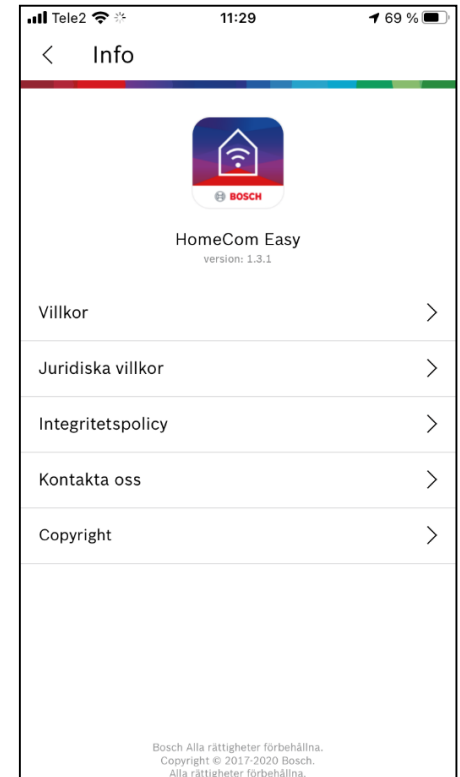 Tele2 11:29 69 %
Info
BOSCH
HomeCom Easy
version: 1.3.1
Villkor
Juridiska villkor
Integritetspolicy
Kontakta oss
Copyright
Bosch Alla rättigheter förbehållna.
Copyright © 2017-2020 Bosch.
Alla rättigheter förbehållna.